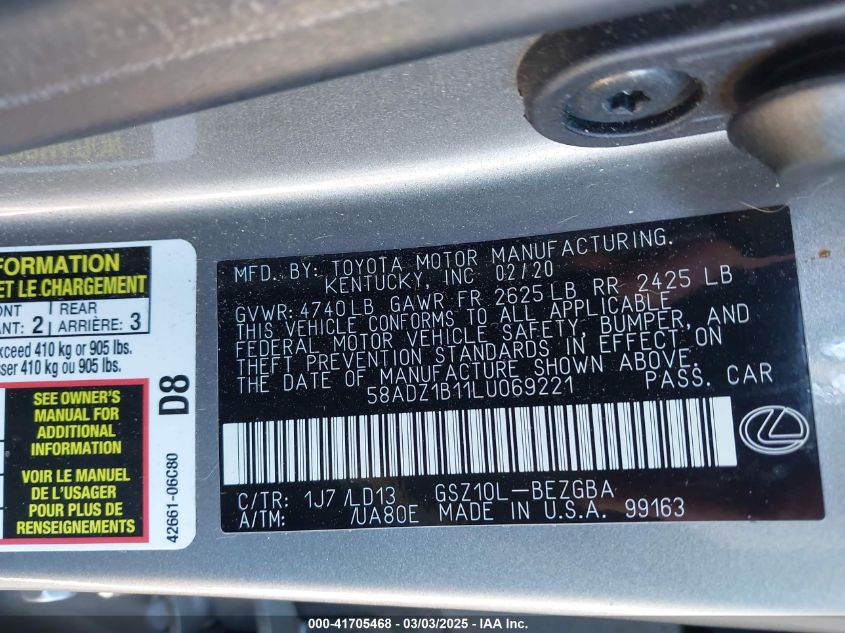 MFD. BY: TOYOTA MOTOR MANUFACTURING.
KENTUCKY, INC 02/20
GVWR: 4740LB GAWR FR 2625LB RR 2425 LB
THIS VEHICLE CONFORMS TO ALL APPLICABLE
FEDERAL MOTOR VEHICLE SAFETY, BUMPER, AND
THEFT PREVENTION STANDARDS IN EFFECT ON
THE DATE OF MANUFACTURE SHOWN ABOVE.
58ADZ1B11LU069221 PASS. CAR
C/TR: 1J7 /LD13 GSZ10L-BEZGBA
A/TM: /UA80E MADE IN U.S.A. 99163
FORMATION
ET LE CHARGEMENT
ONT
ANT: 2
REAR
ARRIÈRE: 3
xceed 410 kg or 905 lbs.
sser 410 kg ou 905 lbs.
SEE OWNER'S
MANUAL FOR
ADDITIONAL
INFORMATION
VOIR LE MANUEL
DE L'USAGER
POUR PLUS DE
RENSEIGNEMENTS
D8
42661-06C80
000-41705468 - 03/03/2025 - IAA Inc.